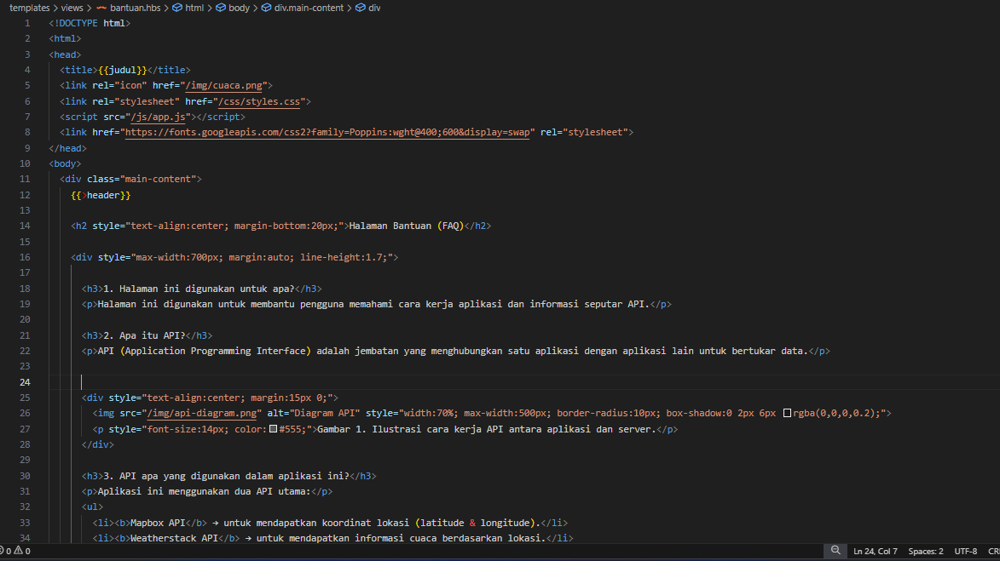 templates > views > bantuan.hbs > html > body > div.main-content > div
1 <!DOCTYPE html>
2 <html>
3 <head>
4 <title>{{judul}}</title>
5 <link rel="icon" href="/img/cuaca.png">
6 <link rel="stylesheet" href="/css/styles.css">
7 <script src="/js/app.js"></script>
8 <link href="https://fonts.googleapis.com/css2?family=Poppins:wght@400;600&display=swap" rel="stylesheet">
9 </head>
10 <body>
11 <div class="main-content">
12 {{>header}}
13
14 <h2 style="text-align:center; margin-bottom:20px;">Halaman Bantuan (FAQ)</h2>
15
16 <div style="max-width:700px; margin:auto; line-height:1.7;">
17
18 <h3>1. Halaman ini digunakan untuk apa?</h3>
19 <p>Halaman ini digunakan untuk membantu pengguna memahami cara kerja aplikasi dan informasi seputar API.</p>
20
21 <h3>2. Apa itu API?</h3>
22 <p>API (Application Programming Interface) adalah jembatan yang menghubungkan satu aplikasi dengan aplikasi lain untuk bertukar data.</p>
23
24
25 <div style="text-align:center; margin:15px 0;">
26 <img src="/img/api-diagram.png" alt="Diagram API" style="width:70%; max-width:500px; border-radius:10px; box-shadow:0 2px 6px rgba(0,0,0,0.2);">
27 <p style="font-size:14px; color:#555;">Gambar 1. Ilustrasi cara kerja API antara aplikasi dan server.</p>
28 </div>
29
30 <h3>3. API apa yang digunakan dalam aplikasi ini?</h3>
31 <p>Aplikasi ini menggunakan dua API utama:</p>
32 <ul>
33 <li><b>Mapbox API</b> → untuk mendapatkan koordinat lokasi (latitude & longitude).</li>
34 <li><b>Weatherstack API</b> → untuk mendapatkan informasi cuaca berdasarkan lokasi.</li>
0 0 Ln 24, Col 7 Spaces: 2 UTF-8 CR